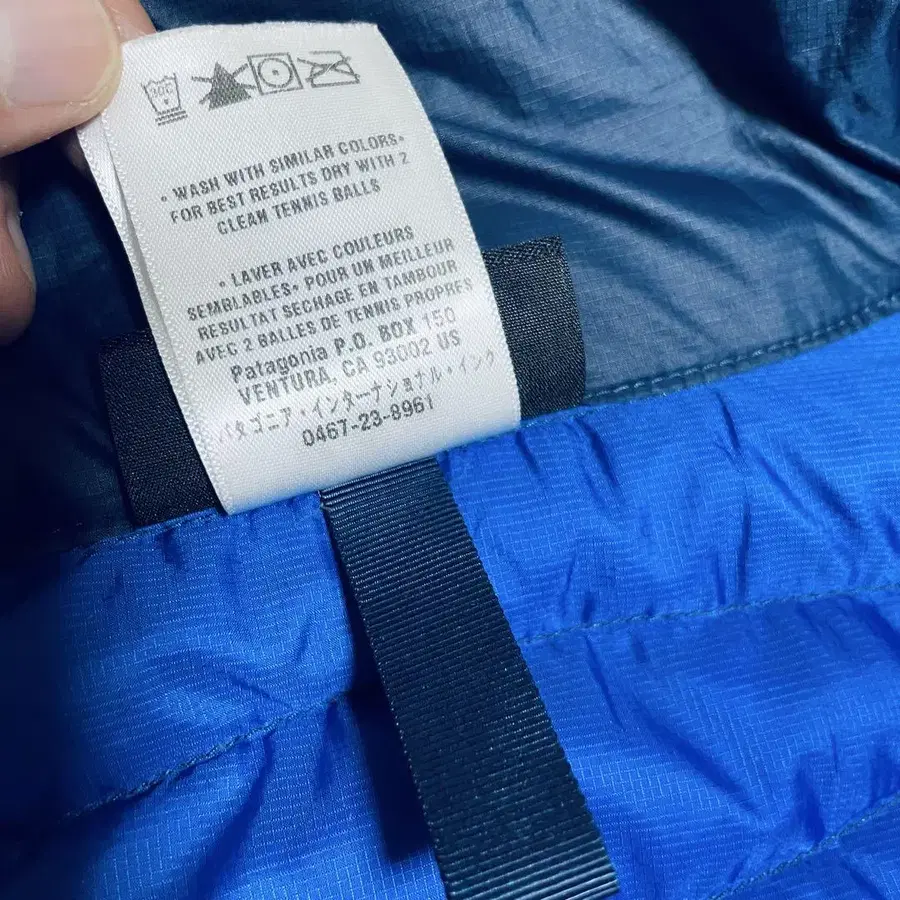 30C
• WASH WITH SIMILAR COLORS•
FOR BEST RESULTS DRY WITH 2
CLEAN TENNIS BALLS
• LAVER AVEC COULEURS
SEMBLABLES• POUR UN MEILLEUR
RESULTAT SECHAGE EN TAMBOUR
AVEC 2 BALLES DE TENNIS PROPRES
Patagonia P.O. BOX 150
VENTURA, CA 93002 US
パタゴニア・インターナショナル・インク
0467-23-8961